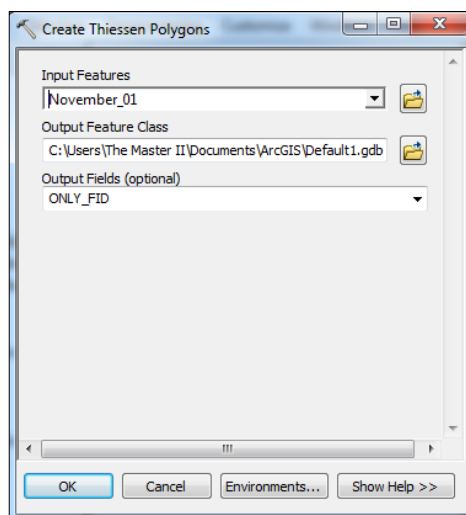 Create Thiessen Polygons
Input Features
November_01
Output Feature Class
C:\Users\The Master II\Documents\ArcGIS\Default1.gdb
Output Fields (optional)
ONLY_FID
OK Cancel Environments... Show Help >>